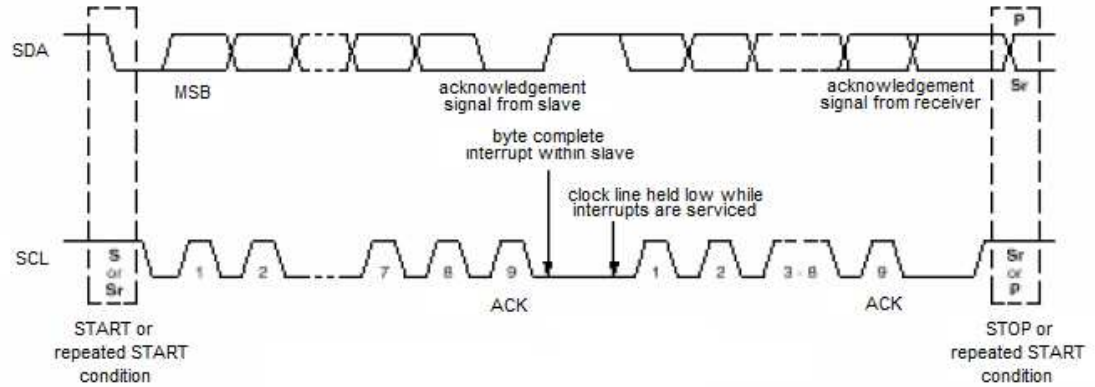 P
SDA
MSB
acknowledgement
signal from slave
acknowledgement
signal from receiver
Sr
byte complete
interrupt within slave
clock line held low while
interrupts are serviced
SCL
S
or
Sr
1
2
7
8
9
1
2
3 - 8
9
Sr
or
P
ACK
ACK
START or
repeated START
condition
STOP or
repeated START
condition